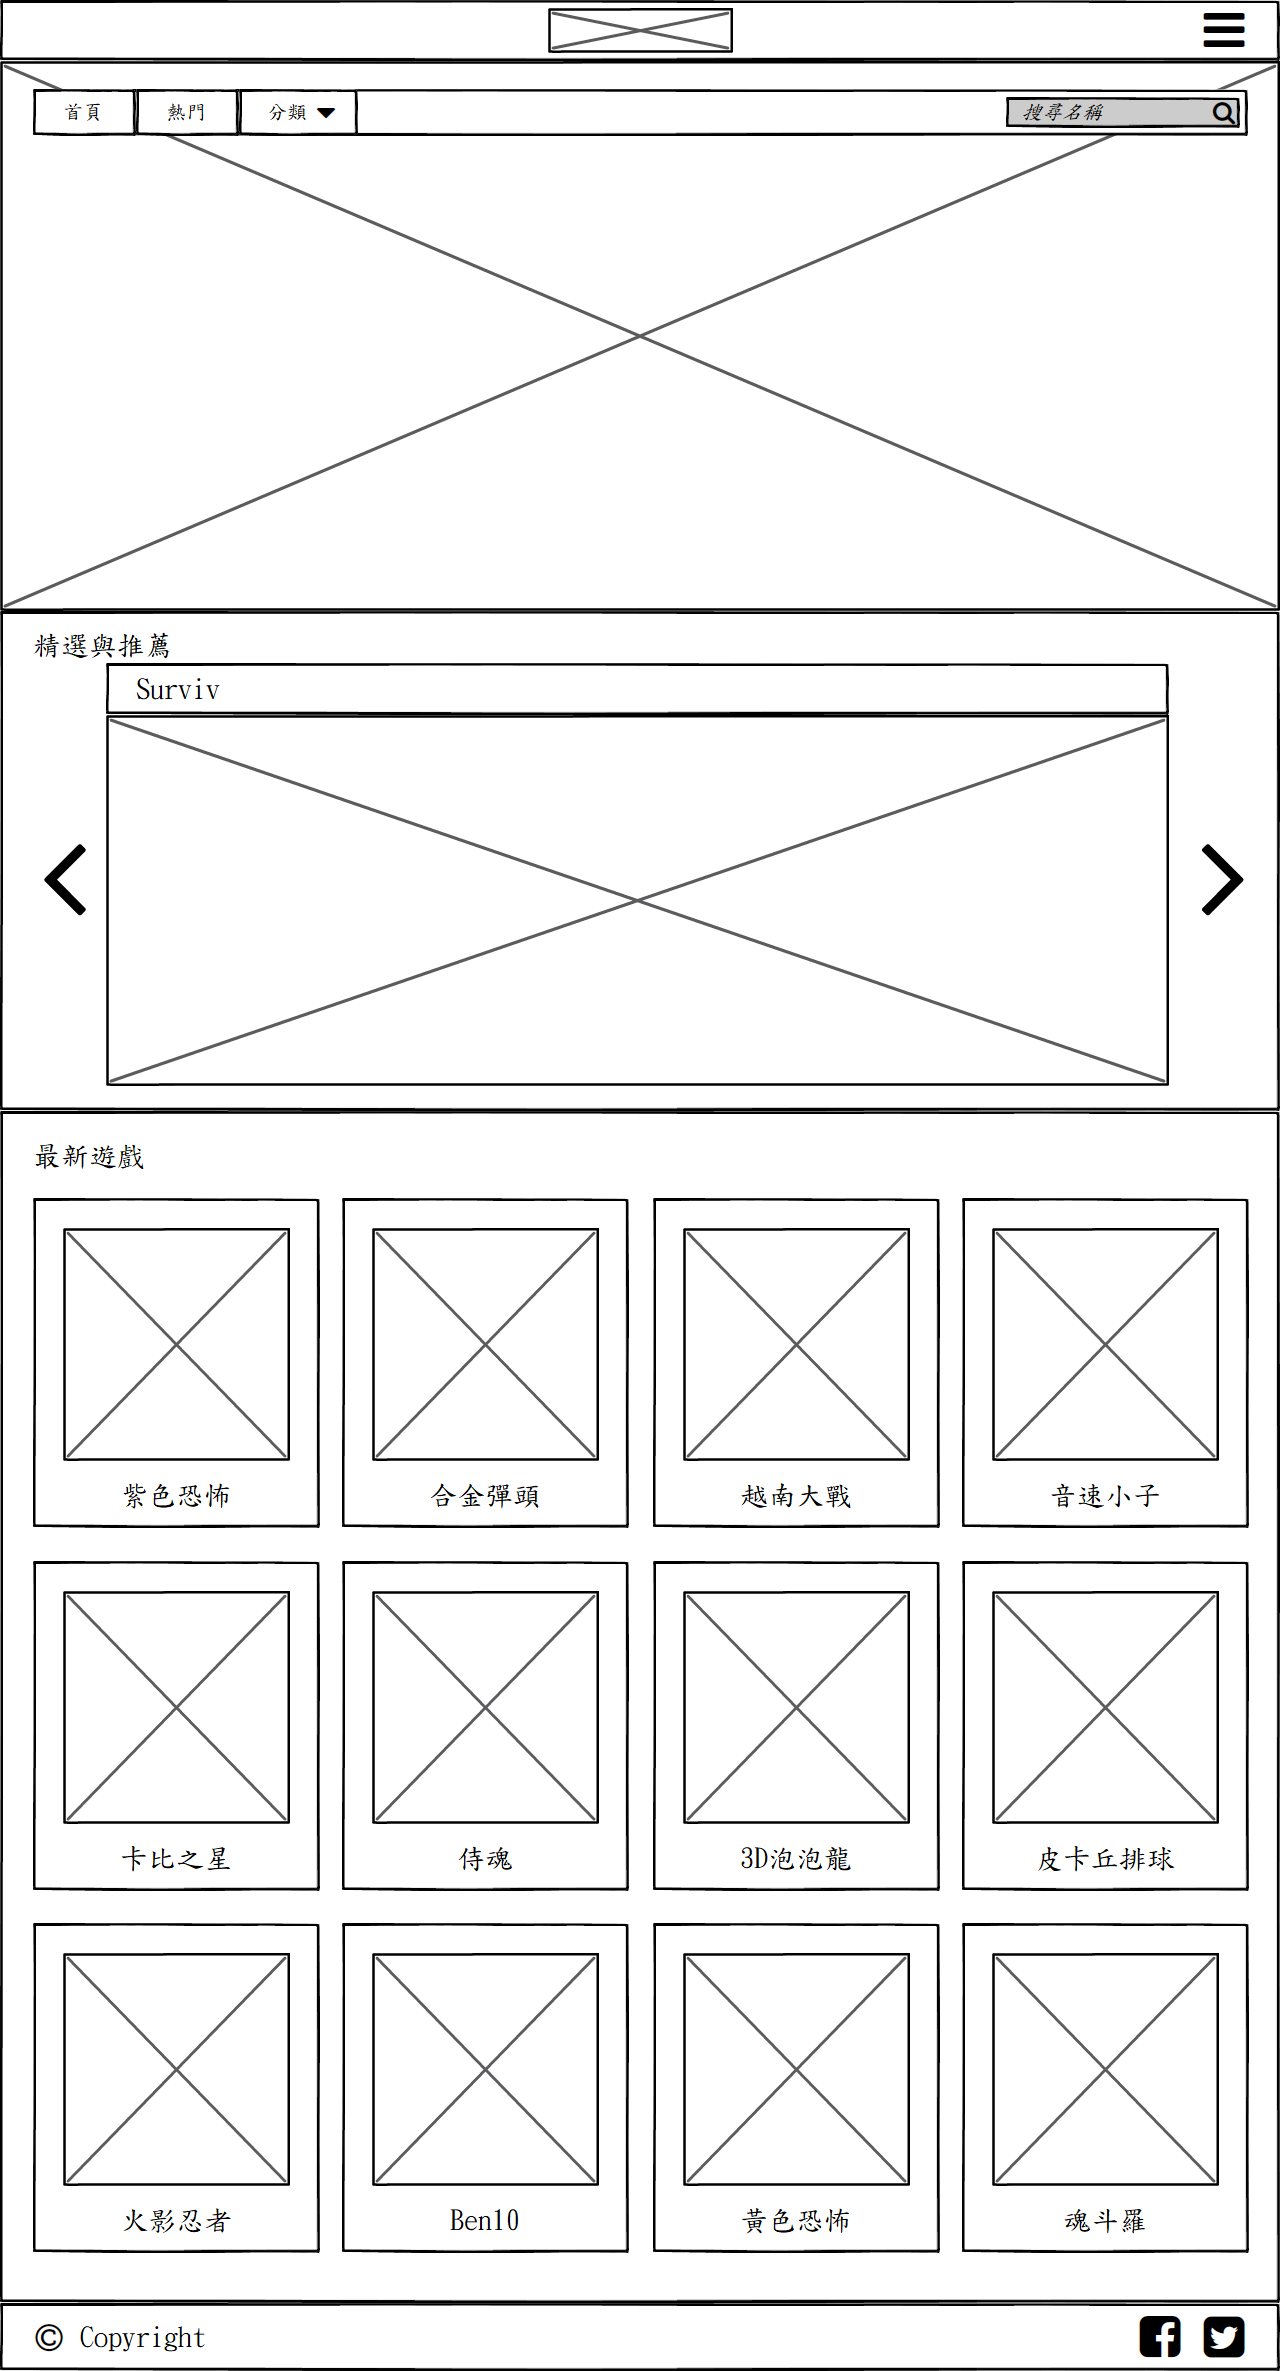 首頁
熱門
分類
搜尋名稱
精選與推薦
Surviv
最新遊戲
紫色恐怖
合金彈頭
越南大戰
音速小子
卡比之星
侍魂
3D泡泡龍
皮卡丘排球
火影忍者
Ben10
黃色恐怖
魂斗羅
© Copyright